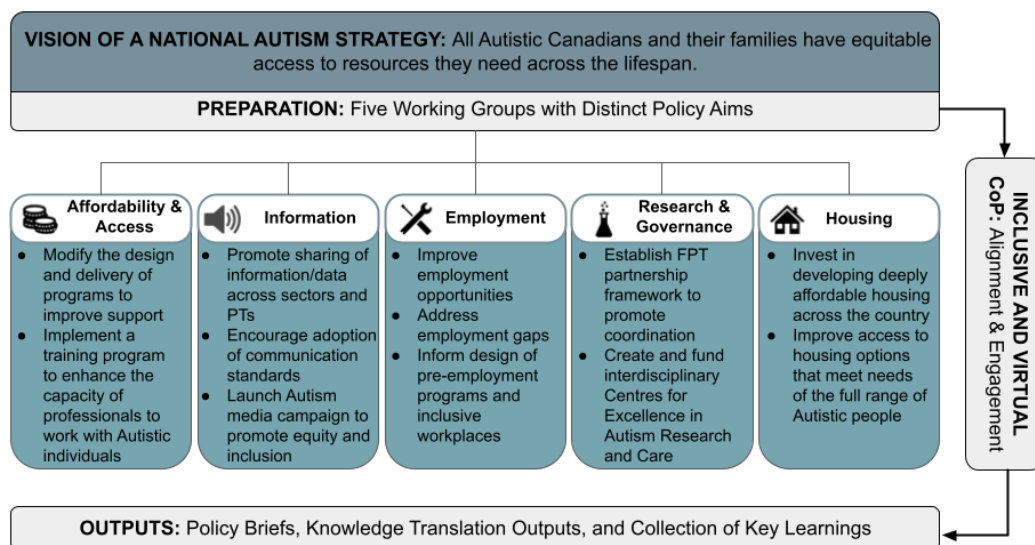 VISION OF A NATIONAL AUTISM STRATEGY: All Autistic Canadians and their families have equitable
access to resources they need across the lifespan.
PREPARATION: Five Working Groups with Distinct Policy Aims
Affordability &
Access
● Modify the design
and delivery of
programs to
improve support
● Implement a
training program
to enhance the
capacity of
professionals to
work with Autistic
individuals
Information
● Promote sharing of
information/data
across sectors and
PTs
● Encourage adoption
of communication
standards
● Launch Autism
media campaign to
promote equity and
inclusion
Employment
● Improve
employment
opportunities
● Address
employment gaps
● Inform design of
pre-employment
programs and
inclusive
workplaces
Research &
Governance
● Establish FPT
partnership
framework to
promote
coordination
● Create and fund
interdisciplinary
Centres for
Excellence in
Autism Research
and Care
Housing
● Invest in
developing deeply
affordable housing
across the country
● Improve access to
housing options
that meet needs
of the full range of
Autistic people
INCLUSIVE AND VIRTUAL
CoP: Alignment & Engagement
OUTPUTS: Policy Briefs, Knowledge Translation Outputs, and Collection of Key Learnings